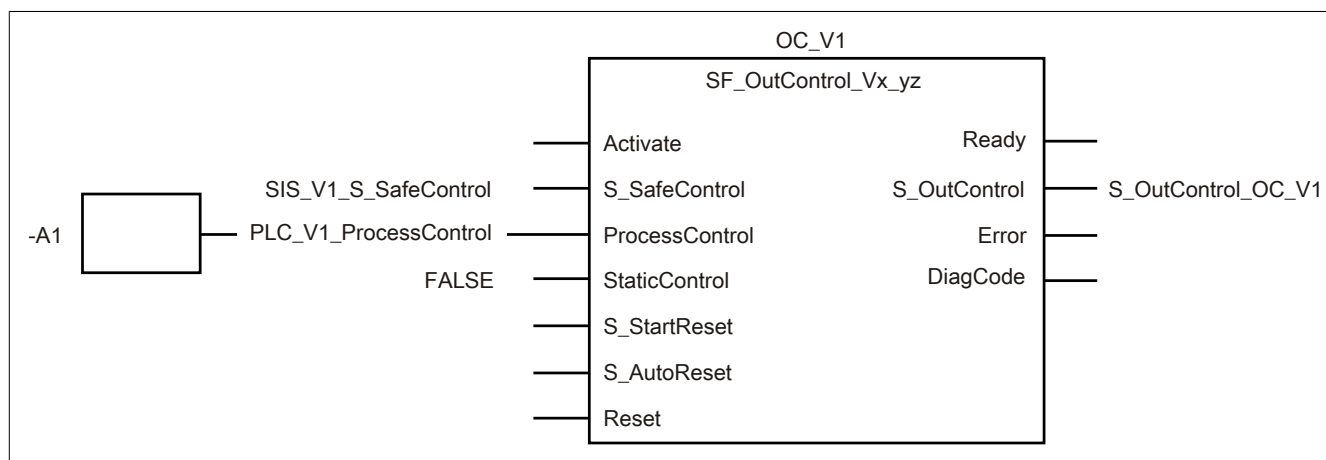 OC_V1
SF_OutControl_Vx_yz
Activate Ready
SIS_V1_S_SafeControl S_SafeControl S_OutControl S_OutControl_OC_V1
-A1 PLC_V1_ProcessControl ProcessControl Error
FALSE StaticControl DiagCode
S_StartReset
S_AutoReset
Reset